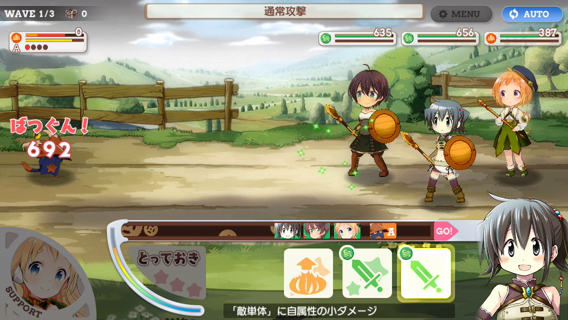 WAVE 1/3 0
通常攻撃
MENU
AUTO
0
A
635
656
387
ばつぐん!
692
GO!
とっておき
SUPPORT
「敵単体」に自属性の小ダメージ